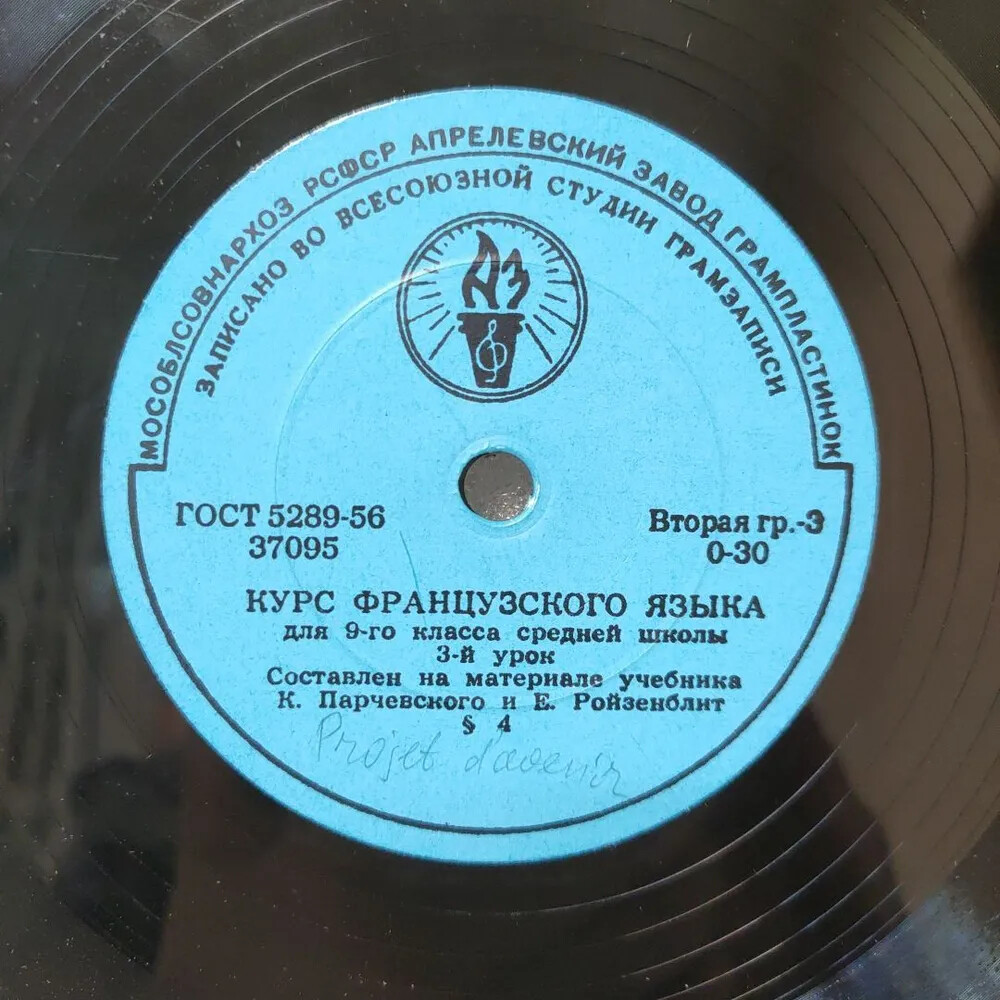 МОСОБЛСОВНАРХОЗ РСФСР АПРЕЛЕВСКИЙ ЗАВОД ГРАМПЛАСТИНОК
ЗАПИСАНО ВО ВСЕСОЮЗНОЙ СТУДИИ ГРАМЗАПИСИ
АЗ
ГОСТ 5289-56
37095
Вторая гр.-3
0-30
КУРС ФРАНЦУЗСКОГО ЯЗЫКА
для 9-го класса средней школы
3-й урок
Составлен на материале учебника
К. Парчевского и Е. Ройзенблит
§ 4
Projet d'avenir